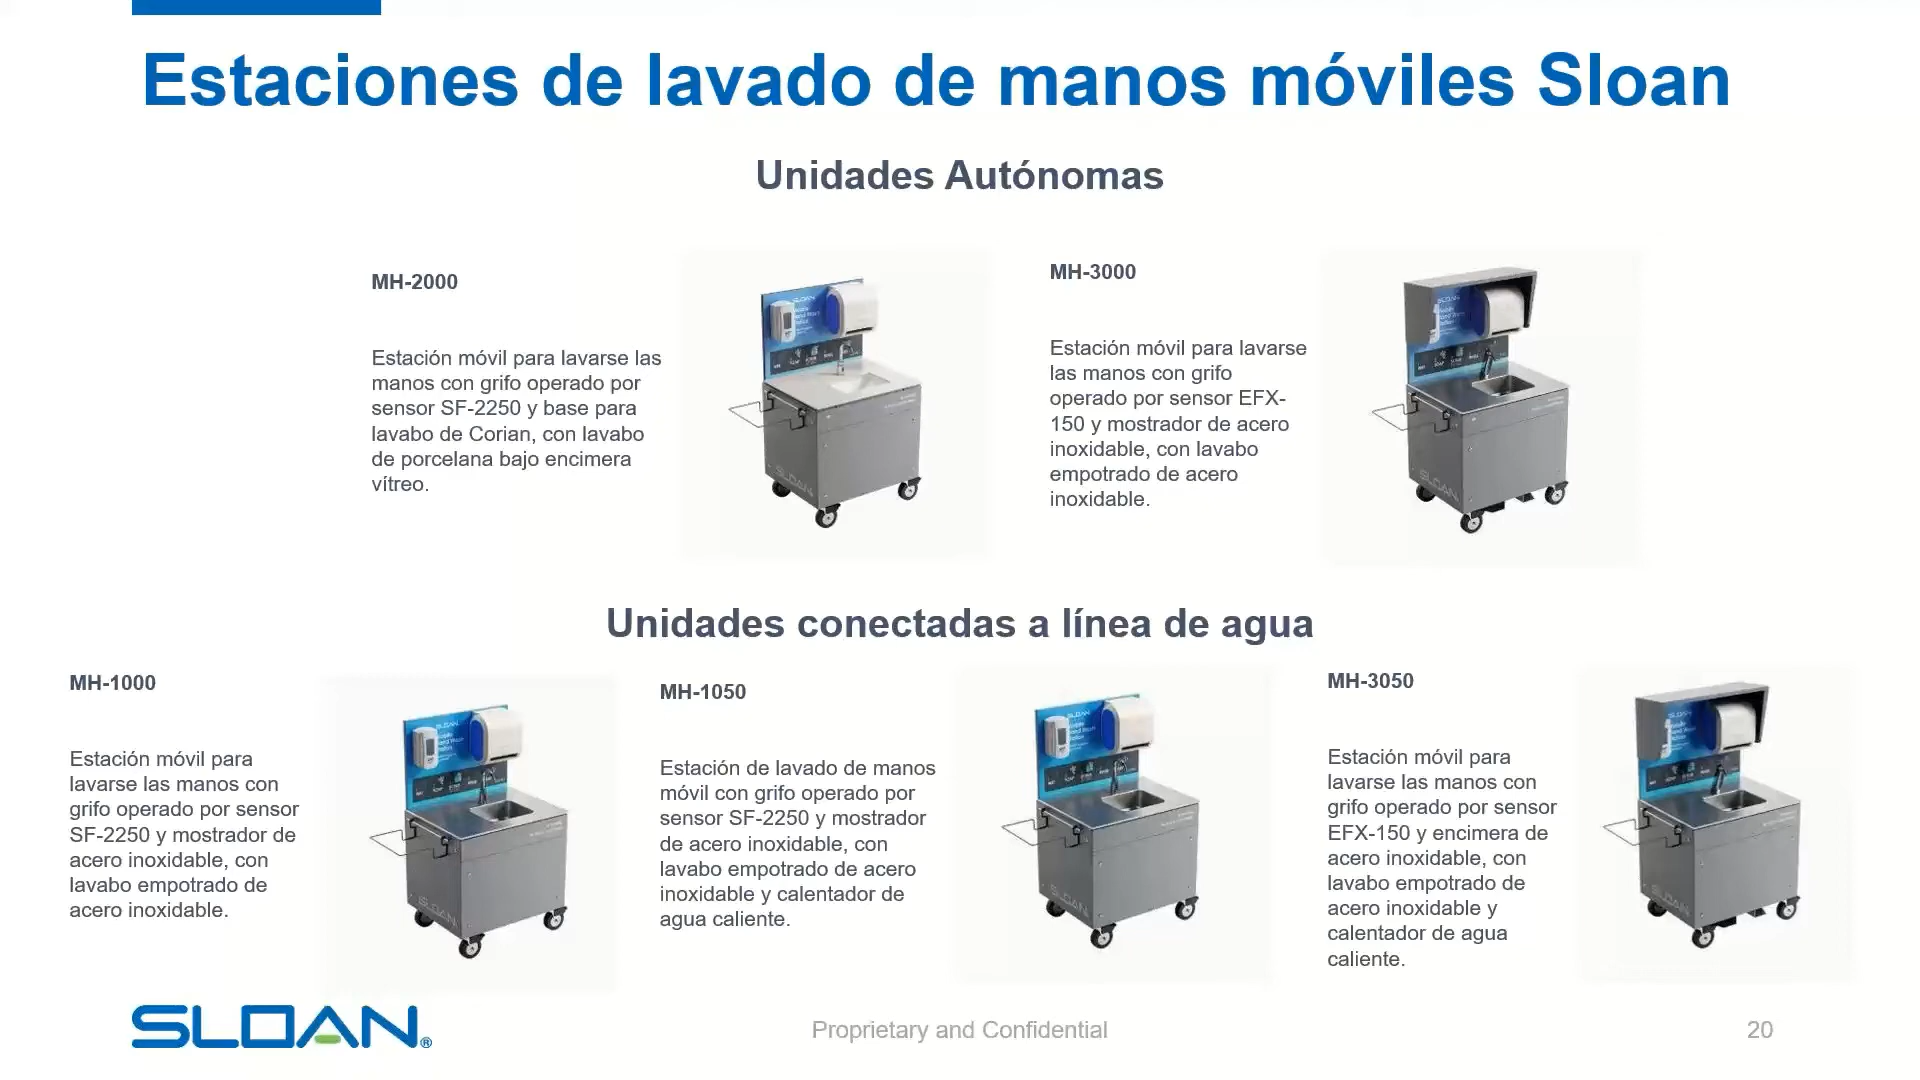 Estaciones de lavado de manos móviles Sloan
Unidades Autónomas
MH-2000
Estación móvil para lavarse las
manos con grifo operado por
sensor SF-2250 y base para
lavabo de Corian, con lavabo
de porcelana bajo encimera
vítreo.
MH-3000
Estación móvil para lavarse
las manos con grifo
operado por sensor EFX-
150 y mostrador de acero
inoxidable, con lavabo
empotrado de acero
inoxidable.
Unidades conectadas a línea de agua
MH-1000
Estación móvil para
lavarse las manos con
grifo operado por sensor
SF-2250 y mostrador de
acero inoxidable, con
lavabo empotrado de
acero inoxidable.
MH-1050
Estación de lavado de manos
móvil con grifo operado por
sensor SF-2250 y mostrador
de acero inoxidable, con
lavabo empotrado de acero
inoxidable y calentador de
agua caliente.
MH-3050
Estación móvil para
lavarse las manos con
grifo operado por sensor
EFX-150 y encimera de
acero inoxidable, con
lavabo empotrado de
acero inoxidable y
calentador de agua
caliente.
SLOAN®
Proprietary and Confidential
20